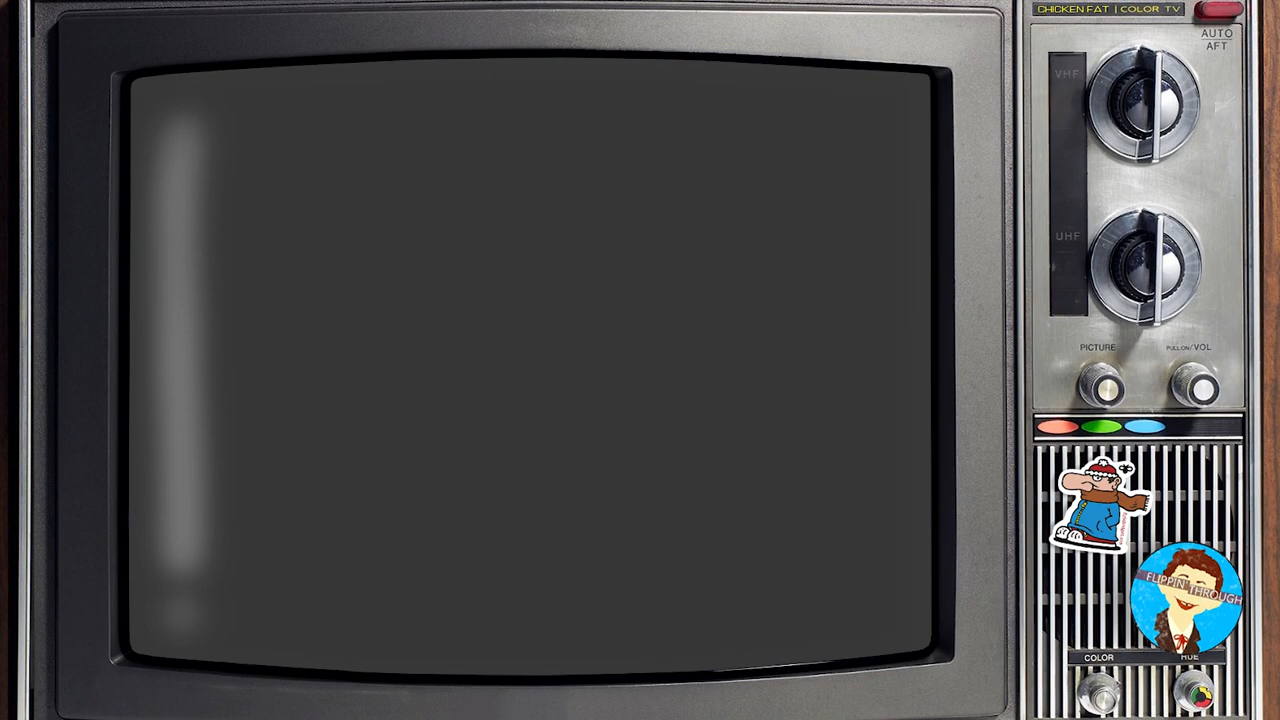 CHICKEN FAT | COLOR TV
AUTO
AFT
VHF
UHF
PICTURE
PULL ON/VOL
FLIPPIN' THROUGH
COLOR
HUE